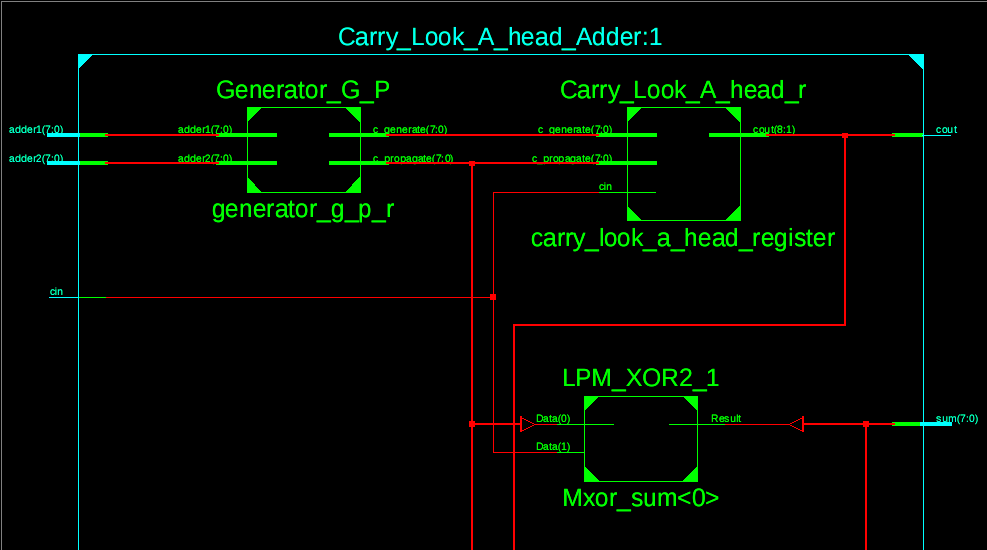 Carry_Look_A_head_Adder:1
Generator_G_P
Carry_Look_A_head_r
adder1(7:0)
adder1(7:0)
c_generate(7:0)
c_generate(7:0)
cout(8:1)
cout
adder2(7:0)
adder2(7:0)
c_propagate(7:0)
c_propagate(7:0)
cin
generator_g_p_r
carry_look_a_head_register
cin
LPM_XOR2_1
Data(0)
Result
sum(7:0)
Data(1)
Mxor_sum<0>